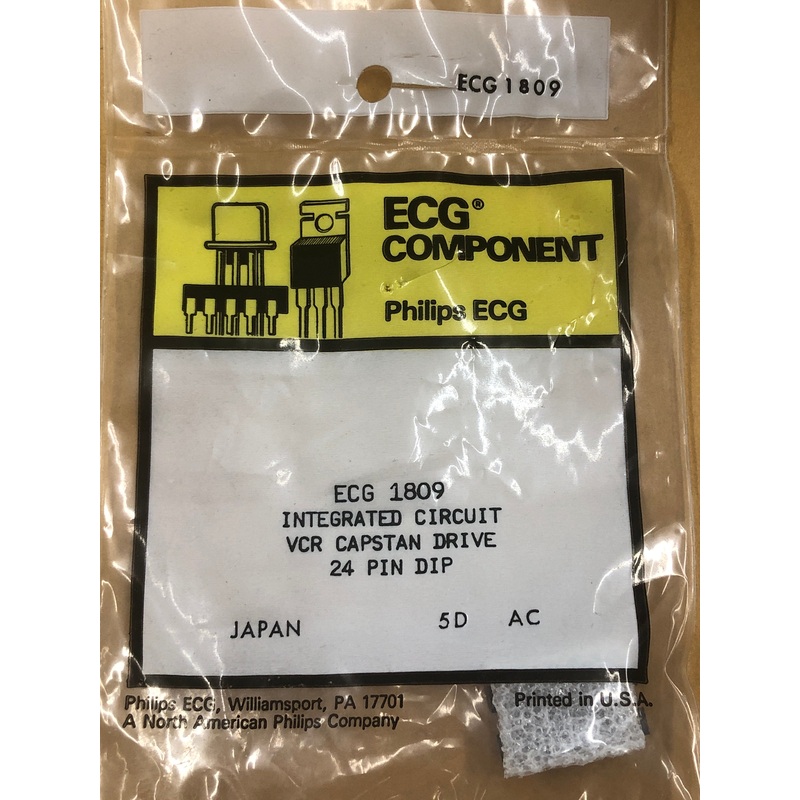 ECG 1809
ECG®
COMPONENT
Philips ECG
ECG 1809
INTEGRATED CIRCUIT
VCR CAPSTAN DRIVE
24 PIN DIP
JAPAN 5D AC
Philips ECG, Williamsport, PA 17701
A North American Philips Company
Printed in U.S.A.